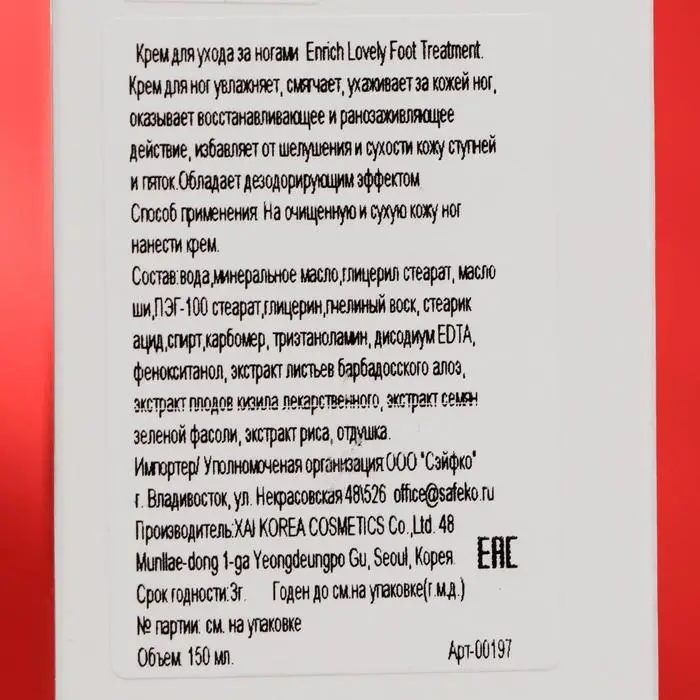 Крем для ухода за ногами Enrich Lovely Foot Treatment.
Крем для ног увлажняет, смягчает, ухаживает за кожей ног,
оказывает восстанавливающее и ранозаживляющее
действие, избавляет от шелушения и сухости кожу ступней
и пяток.Обладает дезодорирующим эффектом
Способ применения. На очищенную и сухую кожу ног
нанести крем.
Состав:вода,минеральное масло,глицерил стеарат, масло
ши,ПЭГ-100 стеарат,глицерин,пчелиный воск, стеарик
ацид,спирт,карбомер, триэтаноламин, дисодиум EDTA,
феноксиэтанол, экстракт листьев барбадосского алоэ,
экстракт плодов кизила лекарственного, экстракт семян
зеленой фасоли, экстракт риса, отдушка.
Импортер/ Уполномоченая организация:ООО "Сэйфко"
г. Владивосток, ул. Некрасовская 48\526 office@safeko.ru
Производитель:XAI KOREA COSMETICS Co.,Ltd. 48
Munllae-dong 1-ga Yeongdeungpo Gu, Seoul, Корея. EAC
Срок годности:3г. Годен до см.на упаковке(г.м.д.)
№ партии: см. на упаковке
Объем: 150 мл. Арт-00197